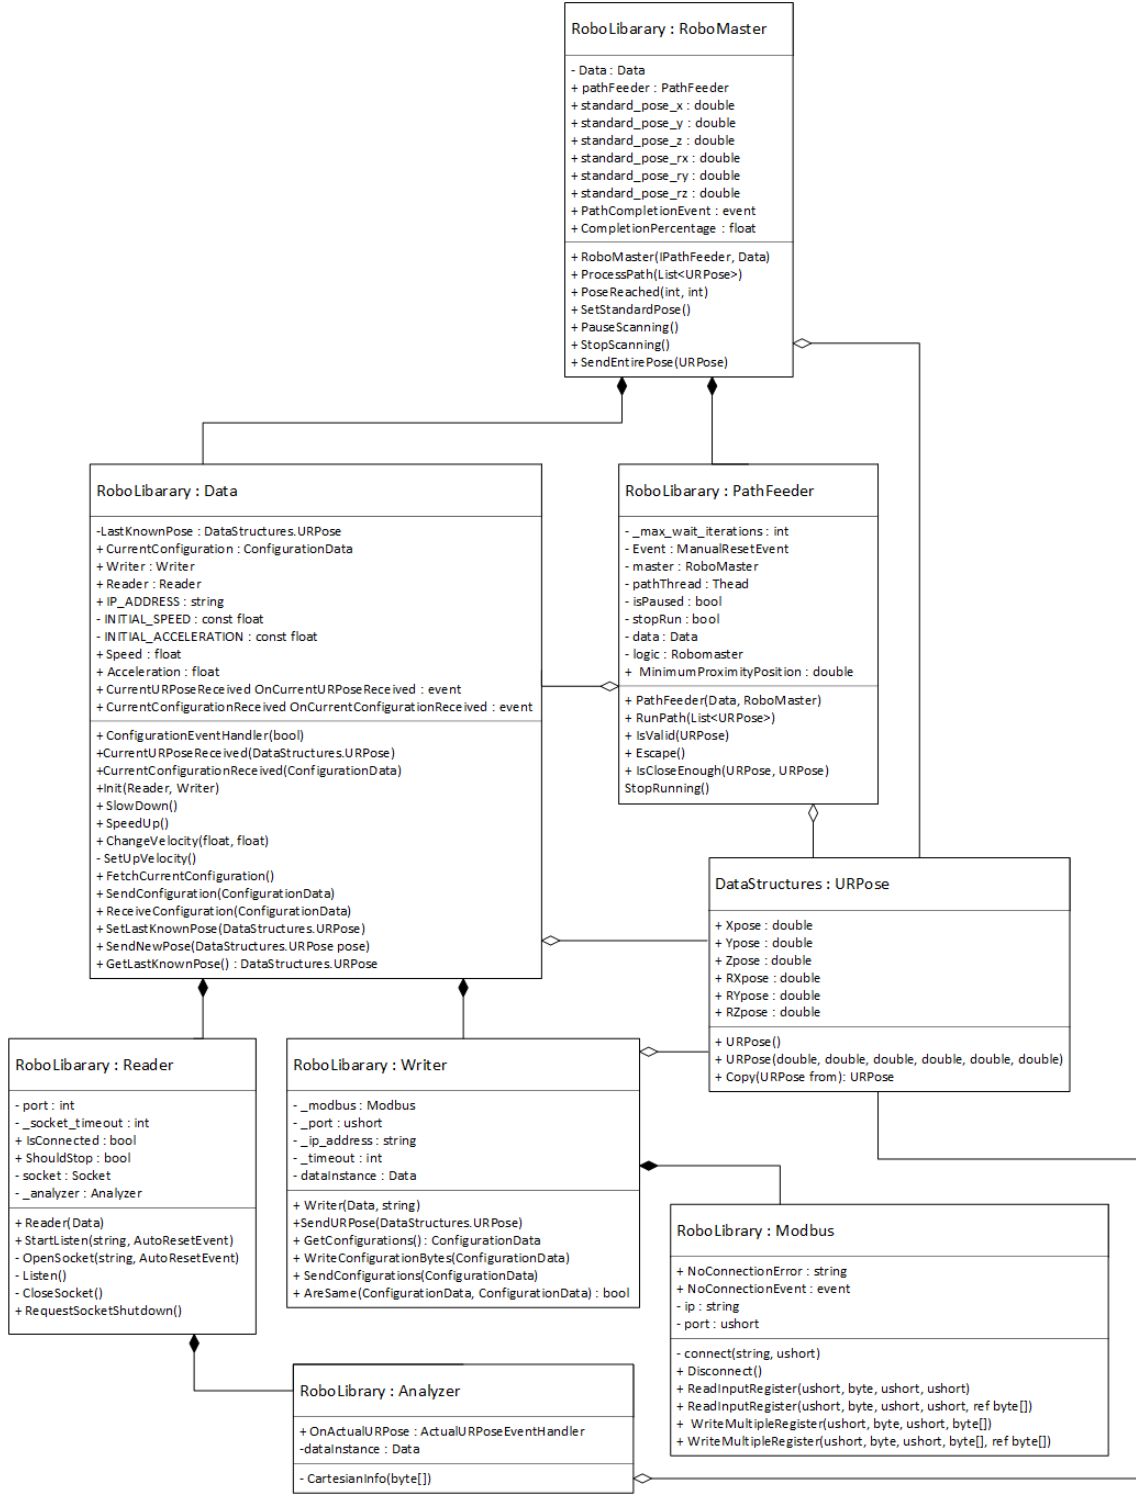 RoboLibarary : RoboMaster
- Data : Data
+ pathFeeder : PathFeeder
+ standard_pose_x : double
+ standard_pose_y : double
+ standard_pose_z : double
+ standard_pose_rx : double
+ standard_pose_ry : double
+ standard_pose_rz : double
+ PathCompletionEvent : event
+ CompletionPercentage : float
+ RoboMaster(IPathFeeder, Data)
+ ProcessPath(List<URPose>)
+ PoseReached(int, int)
+ SetStandardPose()
+ PauseScanning()
+ StopScanning()
+ SendEntirePose(URPose)
RoboLibarary : Data
-LastKnownPose : DataStructures.URPose
+ CurrentConfiguration : ConfigurationData
+ Writer : Writer
+ Reader : Reader
+ IP_ADDRESS : string
- INITIAL_SPEED : const float
- INITIAL_ACCELERATION : const float
+ Speed : float
+ Acceleration : float
+ CurrentURPoseReceived OnCurrentURPoseReceived : event
+ CurrentConfigurationReceived OnCurrentConfigurationReceived : event
+ ConfigurationEventHandler(bool)
+CurrentURPoseReceived(DataStructures.URPose)
+CurrentConfigurationReceived(ConfigurationData)
+Init(Reader, Writer)
+ SlowDown()
+ SpeedUp()
+ ChangeVelocity(float, float)
- SetUpVelocity()
+ FetchCurrentConfiguration()
+ SendConfiguration(ConfigurationData)
+ ReceiveConfiguration(ConfigurationData)
+ SetLastKnownPose(DataStructures.URPose)
+ SendNewPose(DataStructures.URPose pose)
+ GetLastKnownPose() : DataStructures.URPose
RoboLibarary : PathFeeder
- _max_wait_iterations : int
- Event : ManualResetEvent
- master : RoboMaster
- pathThread : Thead
- isPaused : bool
- stopRun : bool
- data : Data
- logic : Robomaster
+ MinimumProximityPosition : double
+ PathFeeder(Data, RoboMaster)
+ RunPath(List<URPose>)
+ IsValid(URPose)
+ Escape()
+ IsCloseEnough(URPose, URPose)
StopRunning()
DataStructures : URPose
+ Xpose : double
+ Ypose : double
+ Zpose : double
+ RXpose : double
+ RYpose : double
+ RZpose : double
+ URPose()
+ URPose(double, double, double, double, double, double)
+ Copy(URPose from): URPose
RoboLibarary : Reader
- port : int
- _socket_timeout : int
+ IsConnected : bool
+ ShouldStop : bool
- socket : Socket
- _analyzer : Analyzer
+ Reader(Data)
+ StartListen(string, AutoResetEvent)
- OpenSocket(string, AutoResetEvent)
- Listen()
- CloseSocket()
+ RequestSocketShutdown()
RoboLibarary : Writer
- _modbus : Modbus
- _port : ushort
- _ip_address : string
- _timeout : int
- dataInstance : Data
+ Writer(Data, string)
+SendURPose(DataStructures.URPose)
+ GetConfigurations() : ConfigurationData
+ WriteConfigurationBytes(ConfigurationData)
+ SendConfigurations(ConfigurationData)
+ AreSame(ConfigurationData, ConfigurationData) : bool
RoboLibrary : Modbus
+ NoConnectionError : string
+ NoConnectionEvent : event
- ip : string
- port : ushort
- connect(string, ushort)
+ Disconnect()
+ ReadInputRegister(ushort, byte, ushort, ushort)
+ ReadInputRegister(ushort, byte, ushort, ushort, ref byte[])
+ WriteMultipleRegister(ushort, byte, ushort, byte[])
+ WriteMultipleRegister(ushort, byte, ushort, byte[], ref byte[])
RoboLibrary : Analyzer
+ OnActualURPose : ActualURPoseEventHandler
-dataInstance : Data
- CartesianInfo(byte[])